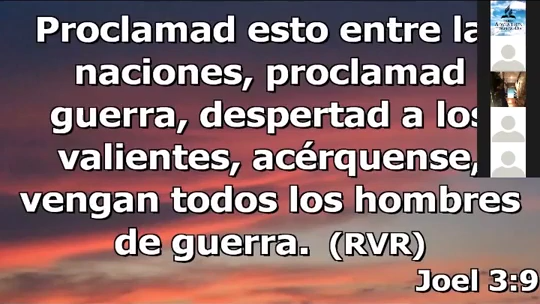 Proclamad esto entre la
naciones, proclamad
guerra, despertad a los
valientes, acérquense,
vengan todos los hombres
de guerra. (RVR)
Joel 3:9